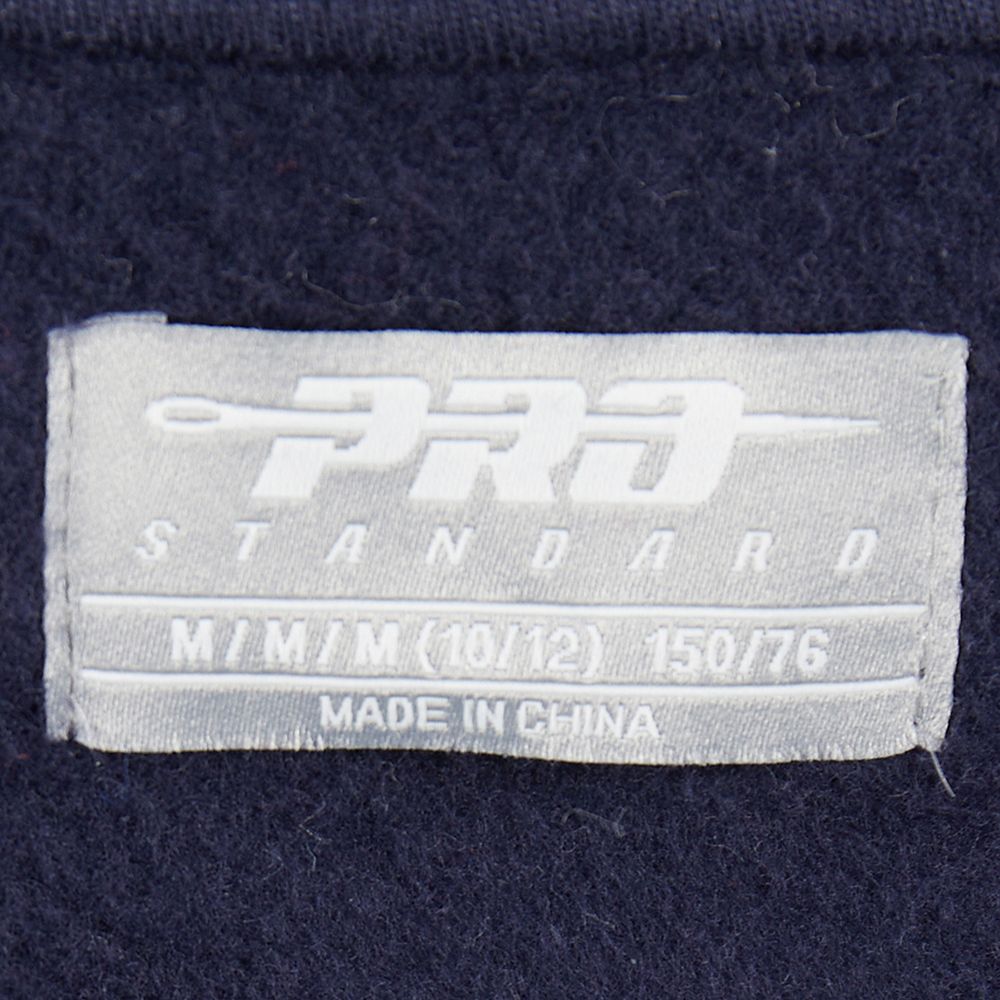 PRO
STANDARD
M/M/M (10/12) 150/76
MADE IN CHINA